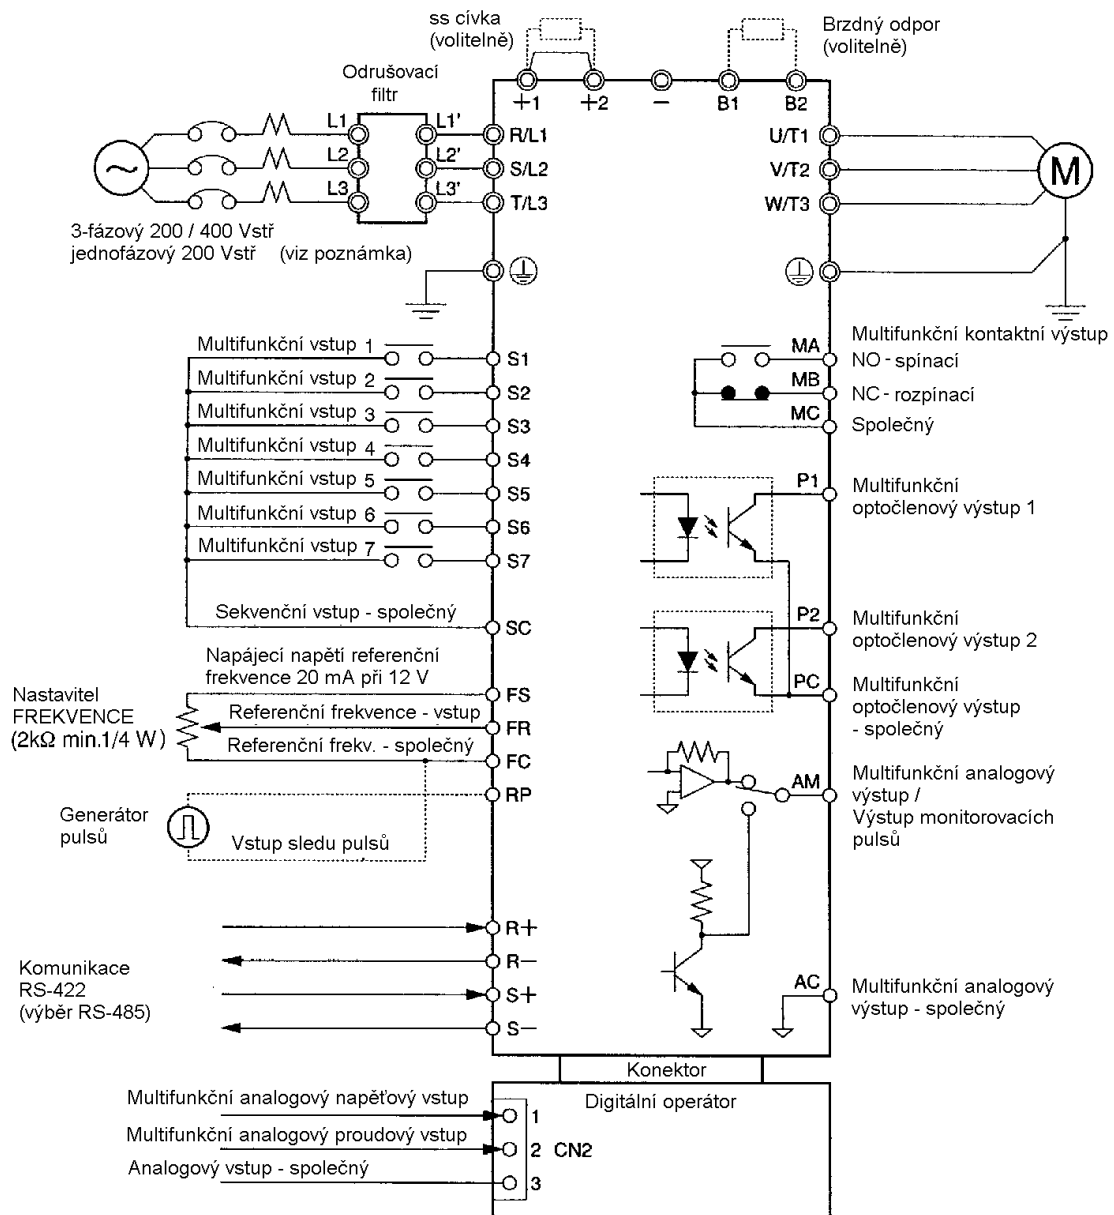 ss cívka
(volitelně)
Brzdný odpor
(volitelně)
Odrušovací
filtr
+1
+2
−
B1
B2
L1
L1'
R/L1
U/T1
L2
L2'
S/L2
V/T2
M
L3
L3'
T/L3
W/T3
3-fázový 200 / 400 Vstř
jednofázový 200 Vstř (viz poznámka)
Multifunkční kontaktní výstup
Multifunkční vstup 1
S1
MA
NO - spínací
Multifunkční vstup 2
S2
MB
NC - rozpínací
Multifunkční vstup 3
S3
MC
Společný
Multifunkční vstup 4
S4
Multifunkční vstup 5
S5
P1
Multifunkční
optočlenový výstup 1
Multifunkční vstup 6
S6
Multifunkční vstup 7
S7
Sekvenční vstup - společný
SC
P2
Multifunkční
optočlenový výstup 2
Napájecí napětí referenční
frekvence 20 mA při 12 V
FS
PC
Multifunkční
optočlenový výstup
- společný
Nastavitel
FREKVENCE
(2kΩ min.1/4 W)
Referenční frekvence - vstup
FR
Referenční frekv. - společný
FC
RP
AM
Multifunkční analogový
výstup /
Výstup monitorovacích
pulsů
Generátor
pulsů
Vstup sledu pulsů
R+
R−
Komunikace
RS-422
(výběr RS-485)
S+
S−
AC
Multifunkční analogový
výstup - společný
Konektor
Digitální operátor
Multifunkční analogový napěťový vstup
1
Multifunkční analogový proudový vstup
2 CN2
Analogový vstup - společný
3